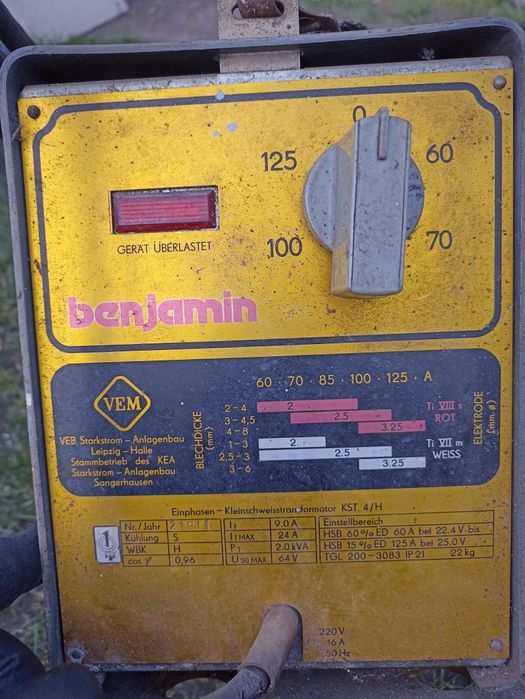 0
125
60
100
70
GERÄT ÜBERLASTET
benjamin
60 · 70 · 85 · 100 · 125 · A
VEM
VEB Starkstrom - Anlagenbau
Leipzig - Halle
Stammbetrieb des KEA
Starkstrom - Anlagenbau
Sangerhausen
BLECHDICKE
(mm)
2 - 4
3 - 4,5
4 - 8
1 - 3
2,5 - 3
3 - 6
2
2.5
3.25
2
2.5
3.25
Ti VIII s
ROT
Ti VII m
WEISS
ELEKTRODE
(mm ø)
Einphasen - Kleinschweisstransformator KST 4/H
1
Nr./Jahr
Kühlung S
WBK H
cos φ 0,96
I1 9.0 A
I1 MAX 24 A
P1 2.0 kVA
U20 MAX 64 V
Einstellbereich
HSB 60 % ED 60 A bei 22.4 V bis
HSB 15 % ED 125 A bei 25.0 V
TGL 200-3083 IP 21 22 kg
220 V
16 A
50 Hz